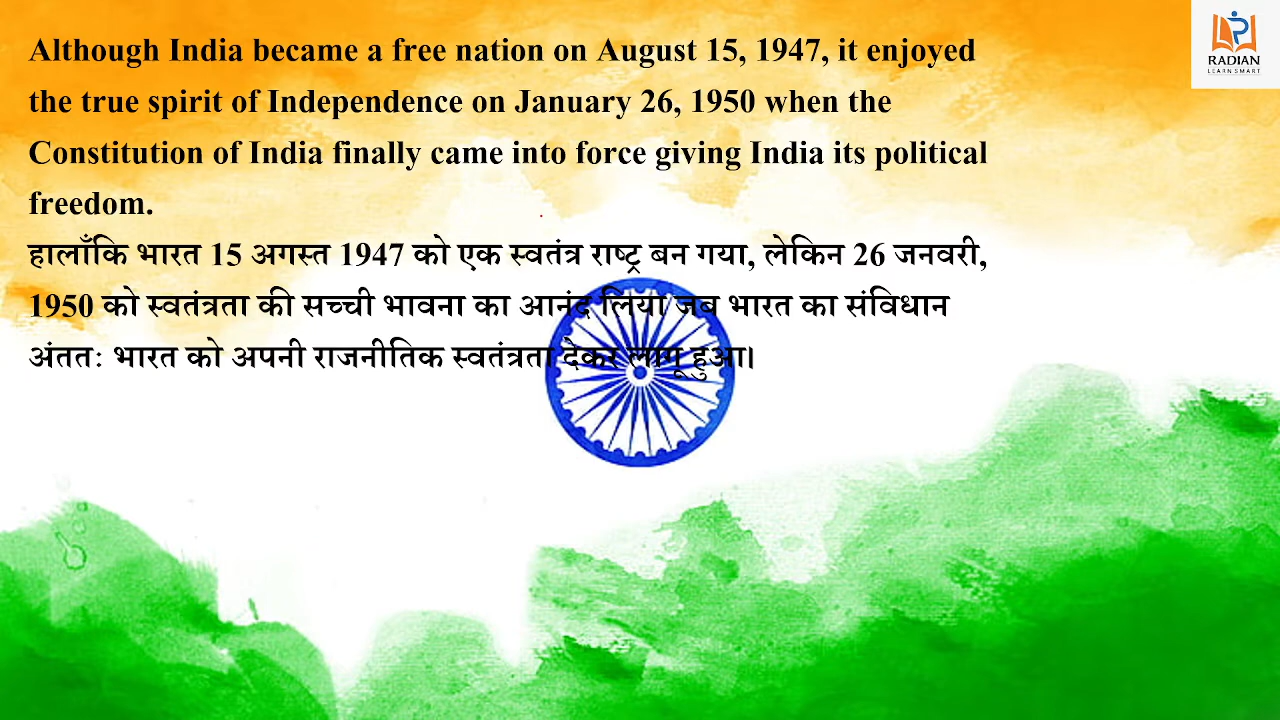 Although India became a free nation on August 15, 1947, it enjoyed
the true spirit of Independence on January 26, 1950 when the
Constitution of India finally came into force giving India its political
freedom.
हालाँकि भारत 15 अगस्त 1947 को एक स्वतंत्र राष्ट्र बन गया, लेकिन 26 जनवरी,
1950 को स्वतंत्रता की सच्ची भावना का आनंद लिया जब भारत का संविधान
अंततः भारत को अपनी राजनीतिक स्वतंत्रता देकर लागू हुआ।
RADIAN
LEARN SMART